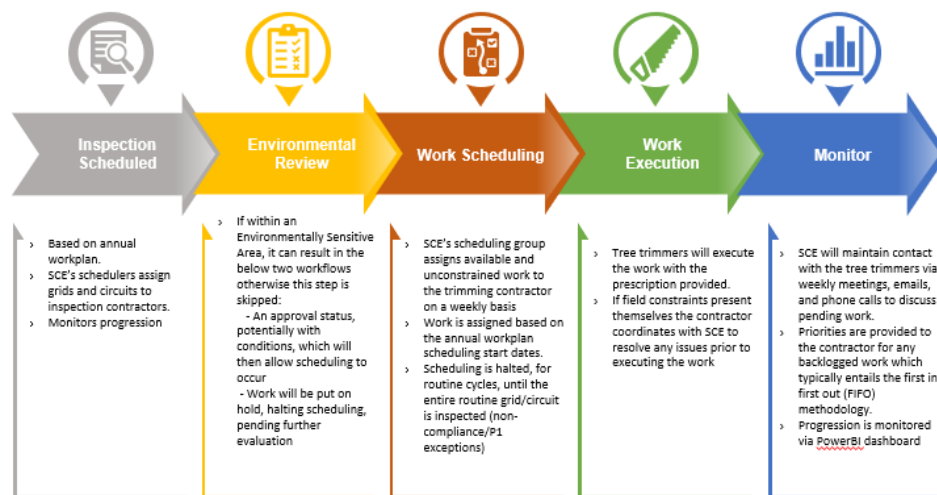 Inspection
Scheduled
Environmental
Review
Work Scheduling
Work
Execution
Monitor
› Based on annual
workplan.
› SCE's schedulers assign
grids and circuits to
inspection contractors.
› Monitors progression
› If within an
Environmentally Sensitive
Area, it can result in the
below two workflows
otherwise this step is
skipped:
- An approval status,
potentially with
conditions, which will
then allow scheduling to
occur
- Work will be put on
hold, halting scheduling,
pending further
evaluation
› SCE's scheduling group
assigns available and
unconstrained work to
the trimming contractor
on a weekly basis
› Work is assigned based on
the annual workplan
scheduling start dates.
› Scheduling is halted, for
routine cycles, until the
entire routine grid/circuit
is inspected (non-
compliance/P1
exceptions)
› Tree trimmers will execute
the work with the
prescription provided.
› If field constraints present
themselves the contractor
coordinates with SCE to
resolve any issues prior to
executing the work
› SCE will maintain contact
with the tree trimmers via
weekly meetings, emails,
and phone calls to discuss
pending work.
› Priorities are provided to
the contractor for any
backlogged work which
typically entails the first in
first out (FIFO)
methodology.
› Progression is monitored
via PowerBI dashboard